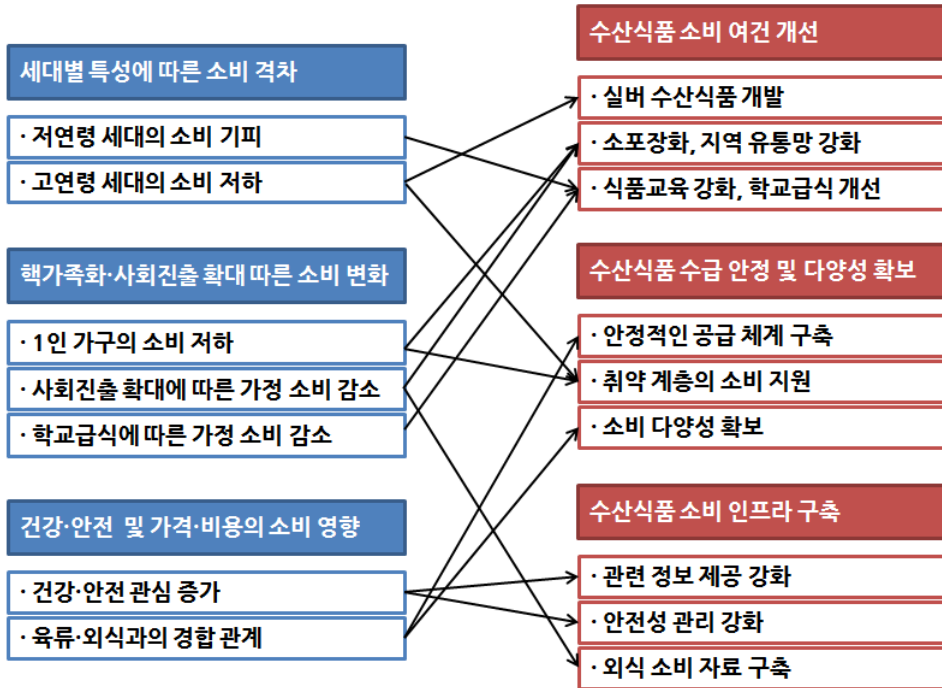 세대별 특성에 따른 소비 격차
· 저연령 세대의 소비 기피
· 고연령 세대의 소비 저하
핵가족화·사회진출 확대 따른 소비 변화
· 1인 가구의 소비 저하
· 사회진출 확대에 따른 가정 소비 감소
· 학교급식에 따른 가정 소비 감소
건강·안전 및 가격·비용의 소비 영향
· 건강·안전 관심 증가
· 육류·외식과의 경합 관계
수산식품 소비 여건 개선
· 실버 수산식품 개발
· 소포장화, 지역 유통망 강화
· 식품교육 강화, 학교급식 개선
수산식품 수급 안정 및 다양성 확보
· 안정적인 공급 체계 구축
· 취약 계층의 소비 지원
· 소비 다양성 확보
수산식품 소비 인프라 구축
· 관련 정보 제공 강화
· 안전성 관리 강화
· 외식 소비 자료 구축